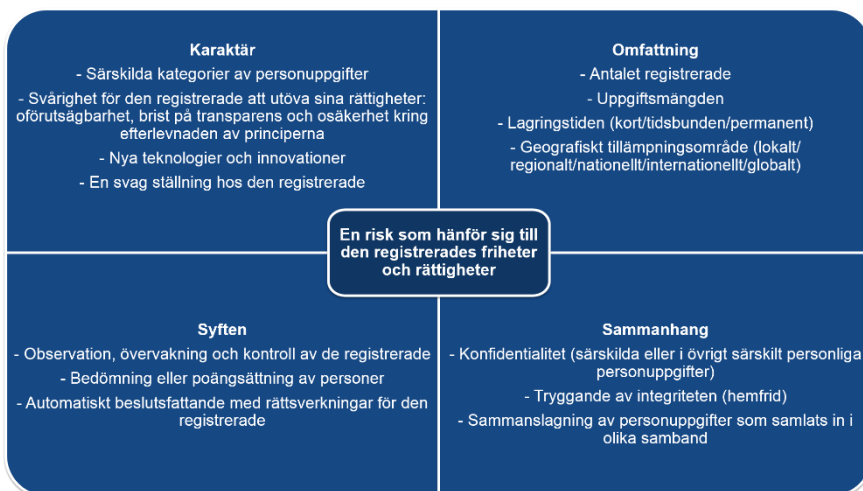 Karaktär
- Särskilda kategorier av personuppgifter
- Svårighet för den registrerade att utöva sina rättigheter:
oförutsägbarhet, brist på transparens och osäkerhet kring
efterlevnaden av principerna
- Nya teknologier och innovationer
- En svag ställning hos den registrerade
Omfattning
- Antalet registrerade
- Uppgiftsmängden
- Lagringstiden (kort/tidsbunden/permanent)
- Geografiskt tillämpningsområde (lokalt/
regionalt/nationellt/internationellt/globalt)
En risk som hänför sig till
den registrerades friheter
och rättigheter
Syften
- Observation, övervakning och kontroll av de registrerade
- Bedömning eller poängsättning av personer
- Automatiskt beslutsfattande med rättsverkningar för den
registrerade
Sammanhang
- Konfidentialitet (särskilda eller i övrigt särskilt personliga
personuppgifter)
- Tryggande av integriteten (hemfrid)
- Sammanslagning av personuppgifter som samlats in i
olika samband